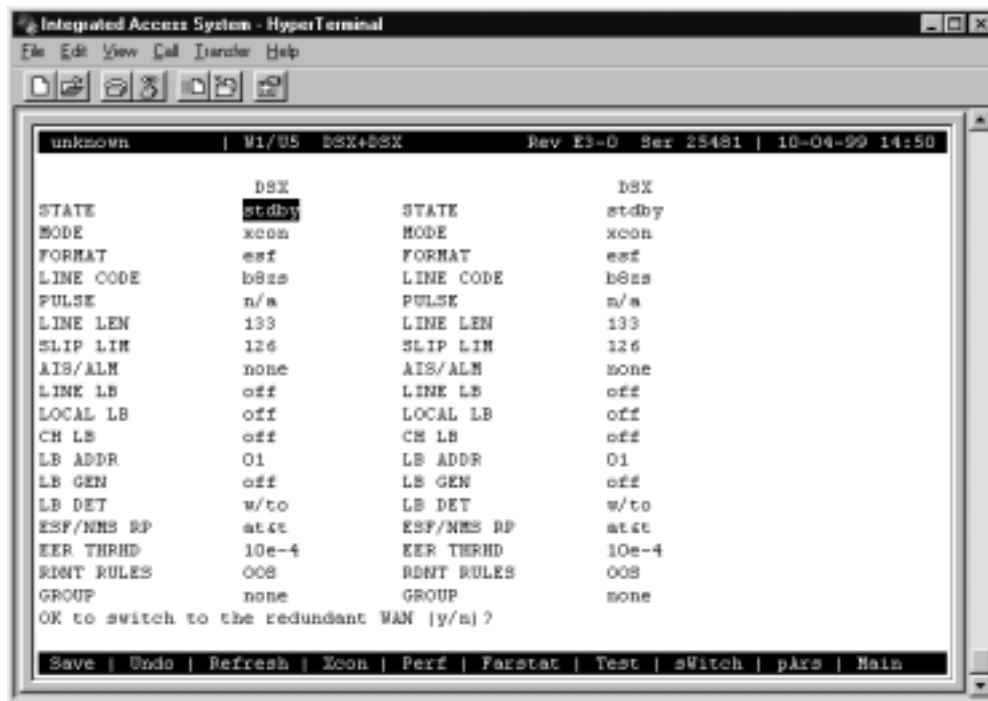 Integrated Access System - HyperTerminal
File Edit View Call Transfer Help
unknown | W1/U5 DSX+DSX Rev E3-0 Ser 25481 | 10-04-99 14:50
DSX DSX
STATE stdby STATE stdby
MODE xcon MODE xcon
FORMAT esf FORMAT esf
LINE CODE b8zs LINE CODE b8zs
PULSE n/a PULSE n/a
LINE LEN 133 LINE LEN 133
SLIP LIM 126 SLIP LIM 126
AIS/ALM none AIS/ALM none
LINE LB off LINE LB off
LOCAL LB off LOCAL LB off
CH LB off CH LB off
LB ADDR 01 LB ADDR 01
LB GEN off LB GEN off
LB DET w/to LB DET w/to
ESF/NMS RP at&t ESF/NMS RP at&t
EER THRHD 10e-4 EER THRHD 10e-4
RDNT RULES OOS RDNT RULES OOS
GROUP none GROUP none
OK to switch to the redundant WAN (y/n)?
Save | Undo | Refresh | Xcon | Perf | Farstat | Test | sWitch | pArs | Main